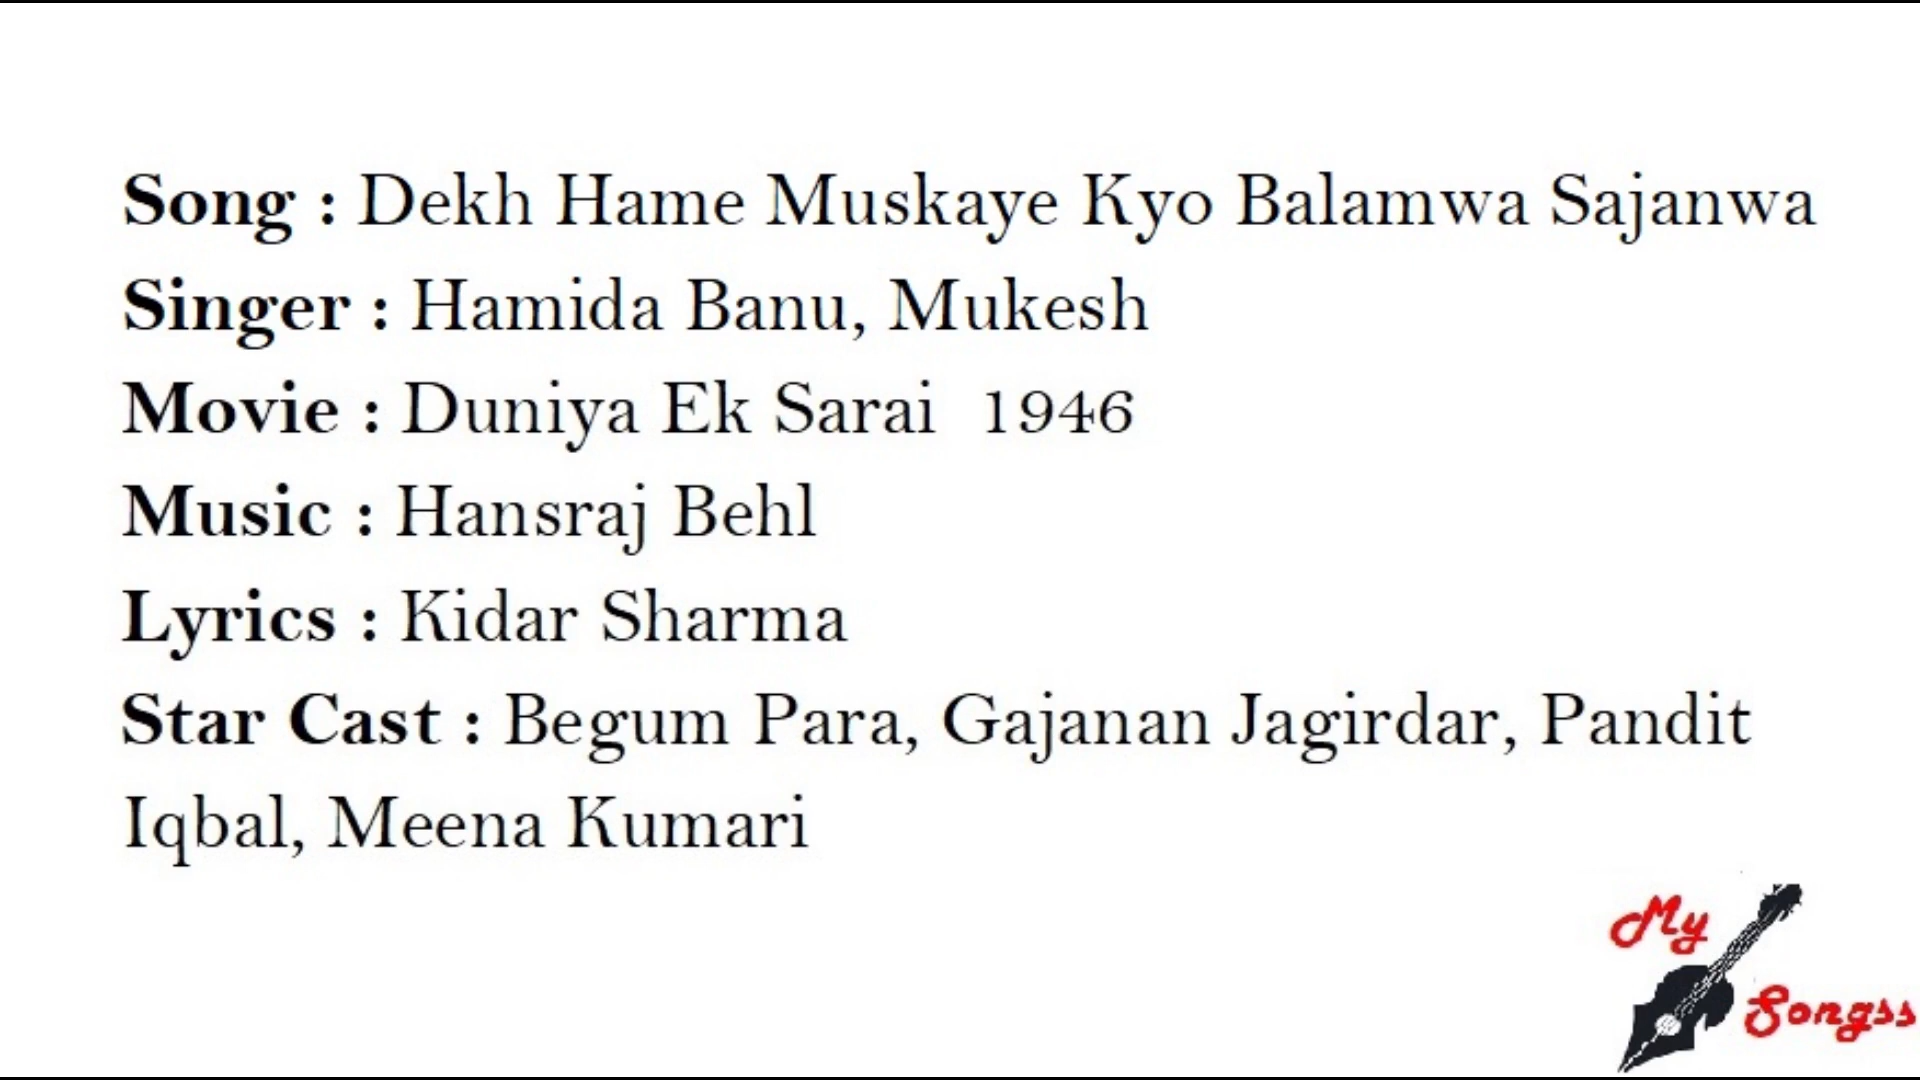 Song : Dekh Hame Muskaye Kyo Balamwa Sajanwa
Singer : Hamida Banu, Mukesh
Movie : Duniya Ek Sarai  1946
Music : Hansraj Behl
Lyrics : Kidar Sharma
Star Cast : Begum Para, Gajanan Jagirdar, Pandit
Iqbal, Meena Kumari
My
Songss